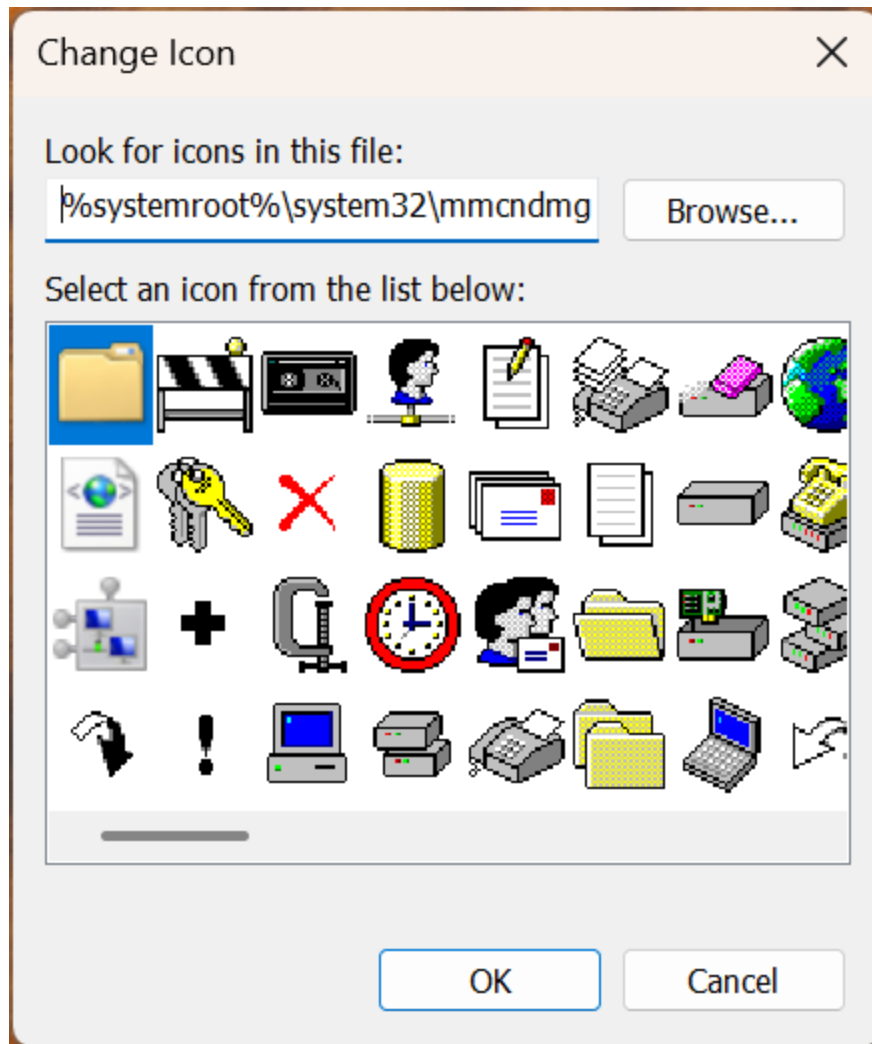 Change Icon
Look for icons in this file:
%systemroot%\system32\mmcndmg
Browse...
Select an icon from the list below:
OK
Cancel